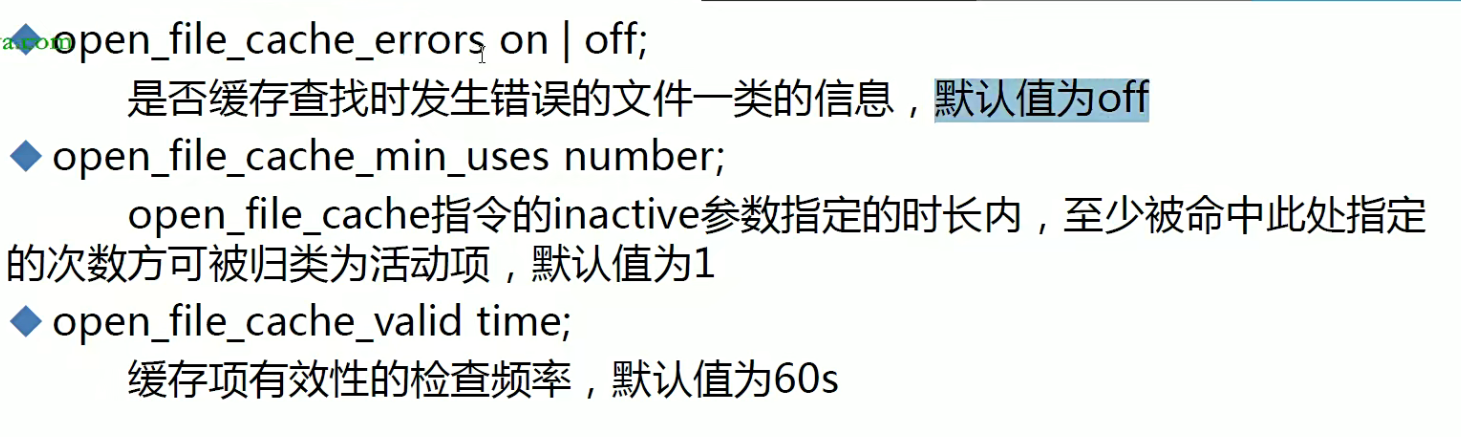 a.com
open_file_cache_errors on | off;
是否缓存查找时发生错误的文件一类的信息，默认值为off
open_file_cache_min_uses number;
open_file_cache指令的inactive参数指定的时长内，至少被命中此处指定
的次数方可被归类为活动项，默认值为1
open_file_cache_valid time;
缓存项有效性的检查频率，默认值为60s